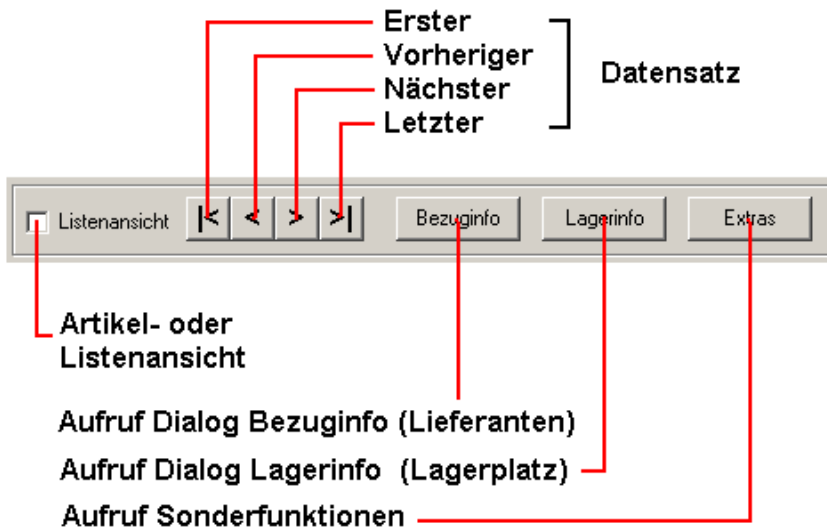 Erster
Vorheriger
Nächster
Letzter
Datensatz
Listenansicht |< < > >| Bezuginfo Lagerinfo Extras
Artikel- oder
Listenansicht
Aufruf Dialog Bezuginfo (Lieferanten)
Aufruf Dialog Lagerinfo (Lagerplatz)
Aufruf Sonderfunktionen